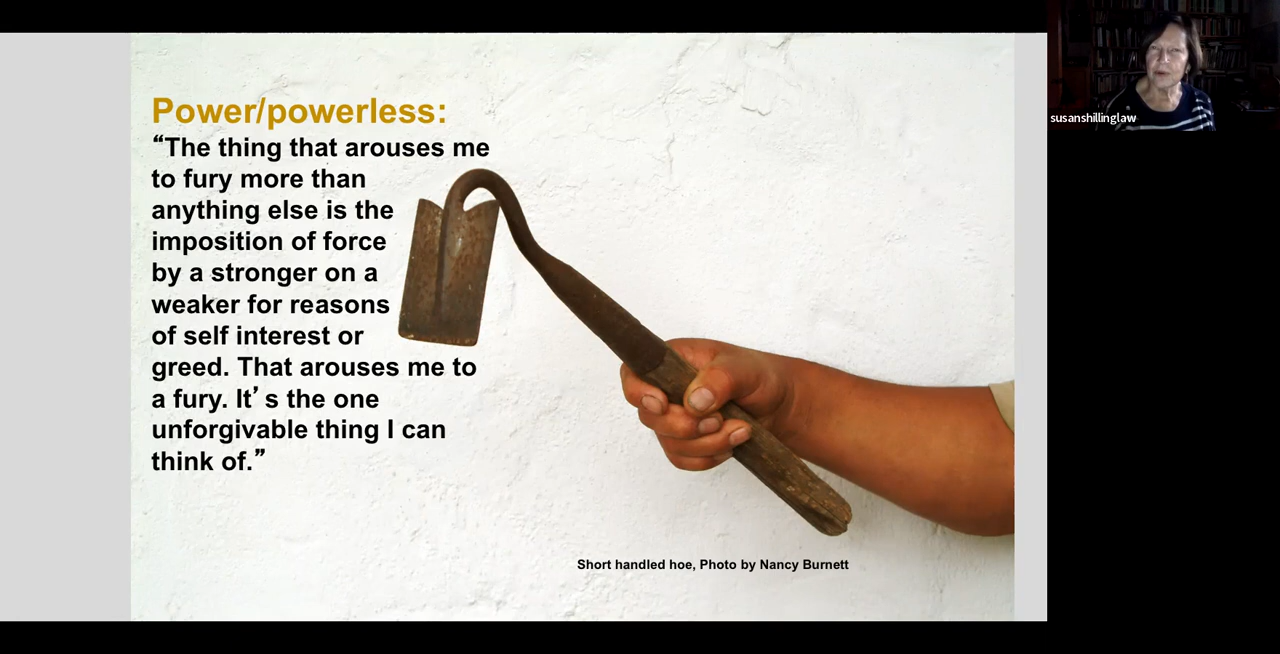 Power/powerless:
“The thing that arouses me
to fury more than
anything else is the
imposition of force
by a stronger on a
weaker for reasons
of self interest or
greed. That arouses me to
a fury. It’s the one
unforgivable thing I can
think of.”
Short handled hoe, Photo by Nancy Burnett
susanshillinglaw